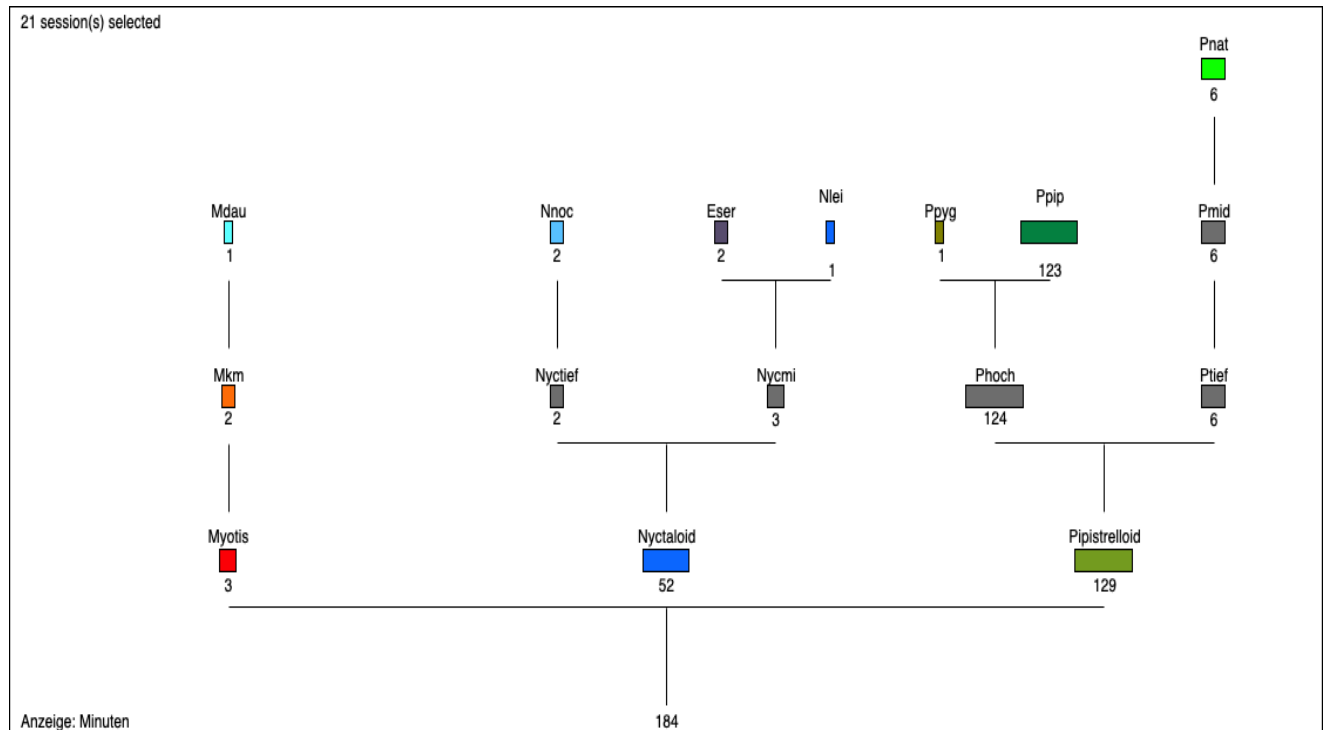 21 session(s) selected
Pnat
6
Mdau
Nnoc
Eser
Nlei
Ppyg
Ppip
Pmid
1
2
2
1
1
123
6
Mkm
Nyctief
Nycmi
Phoch
Ptief
2
2
3
124
6
Myotis
Nyctaloid
Pipistrelloid
3
52
129
Anzeige: Minuten
184